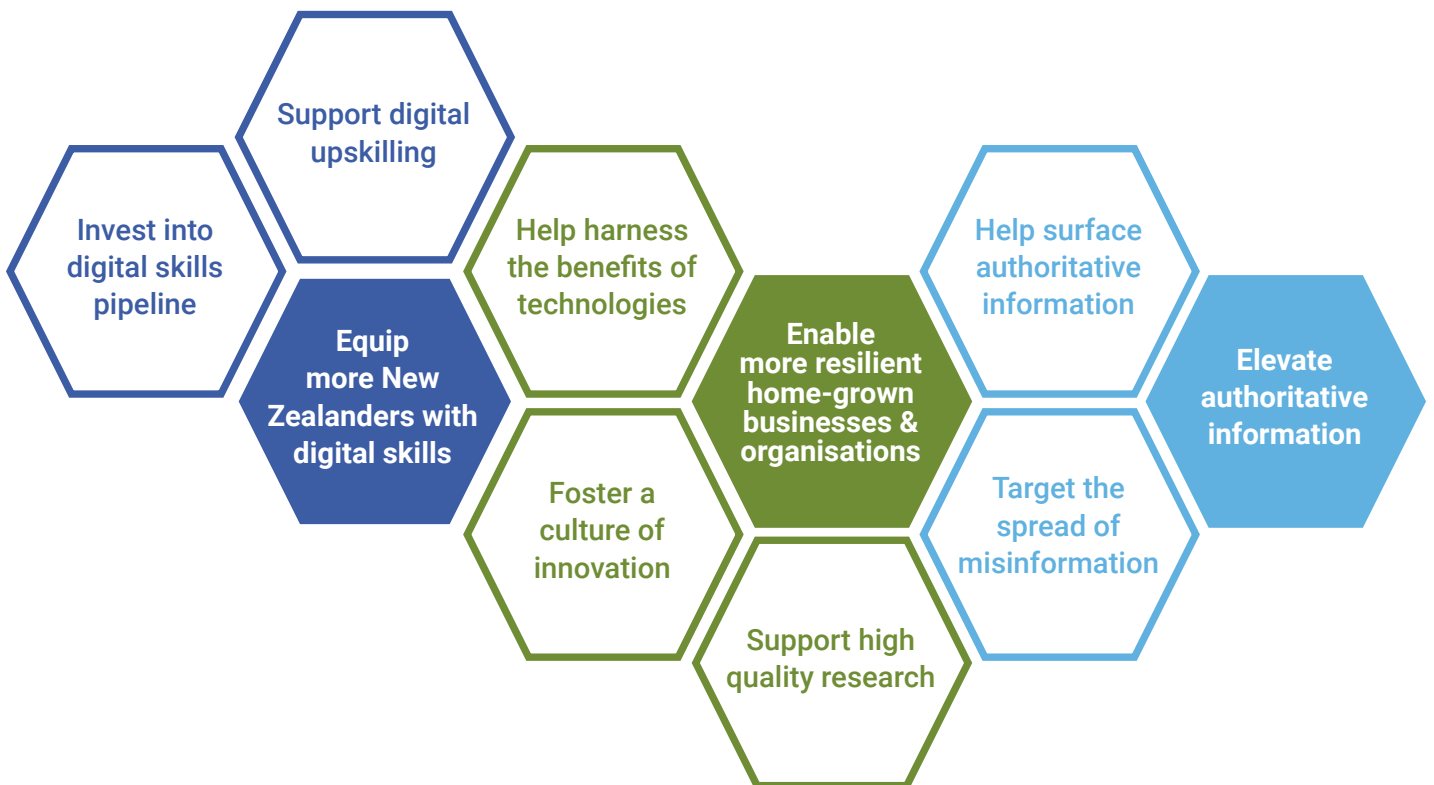 Support digital
upskilling
Invest into
digital skills
pipeline
Equip
more New
Zealanders with
digital skills
Help harness
the benefits of
technologies
Foster a
culture of
innovation
Enable
more resilient
home-grown
businesses &
organisations
Support high
quality research
Help surface
authoritative
information
Target the
spread of
misinformation
Elevate
authoritative
information